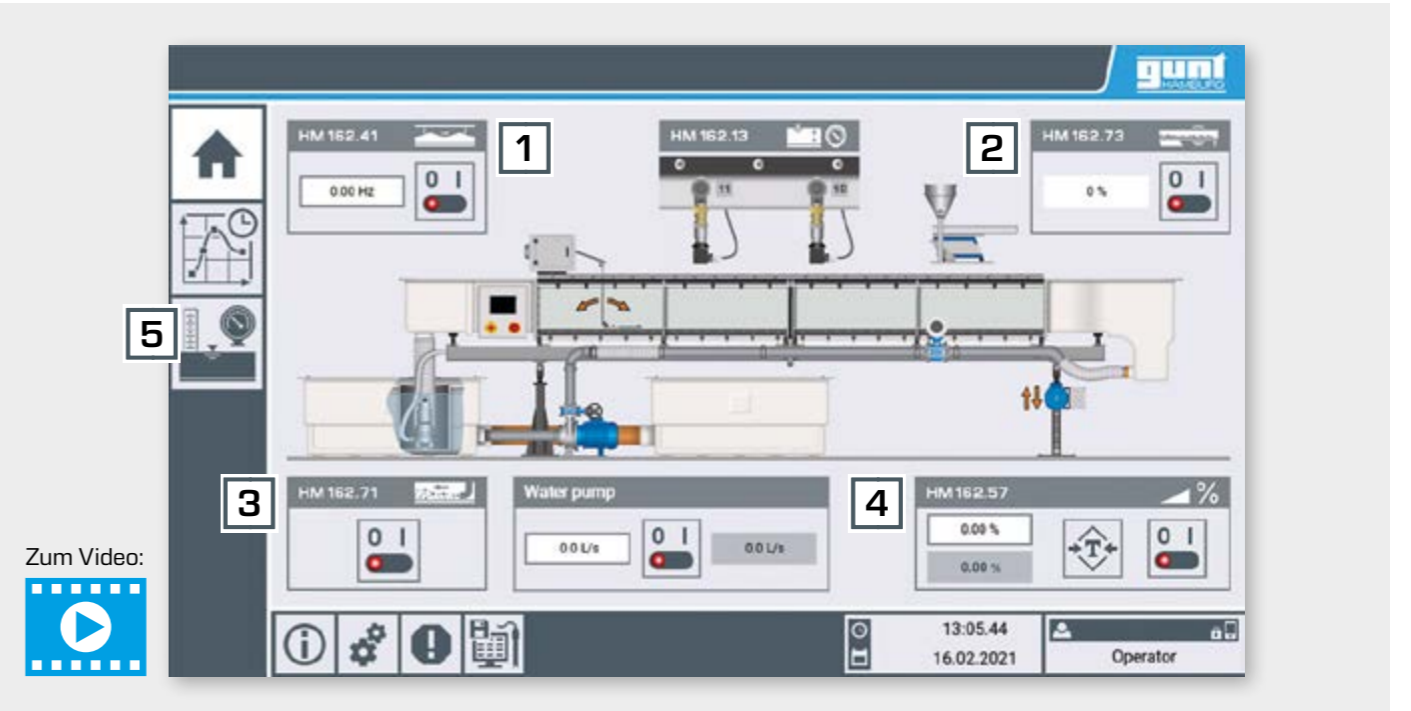 gunt
HAMBURG
HM 162.41
1
HM 162.13
2
HM 162.73
0.00 Hz
0 I
11
10
0 %
0 I
5
3
HM 162.71
Water pump
4
HM 162.57
%
0 I
0.0 L/s
0 I
0.0 L/s
0.00 %
0.00 %
T
0 I
Zum Video:
13:05.44
16.02.2021
Operator